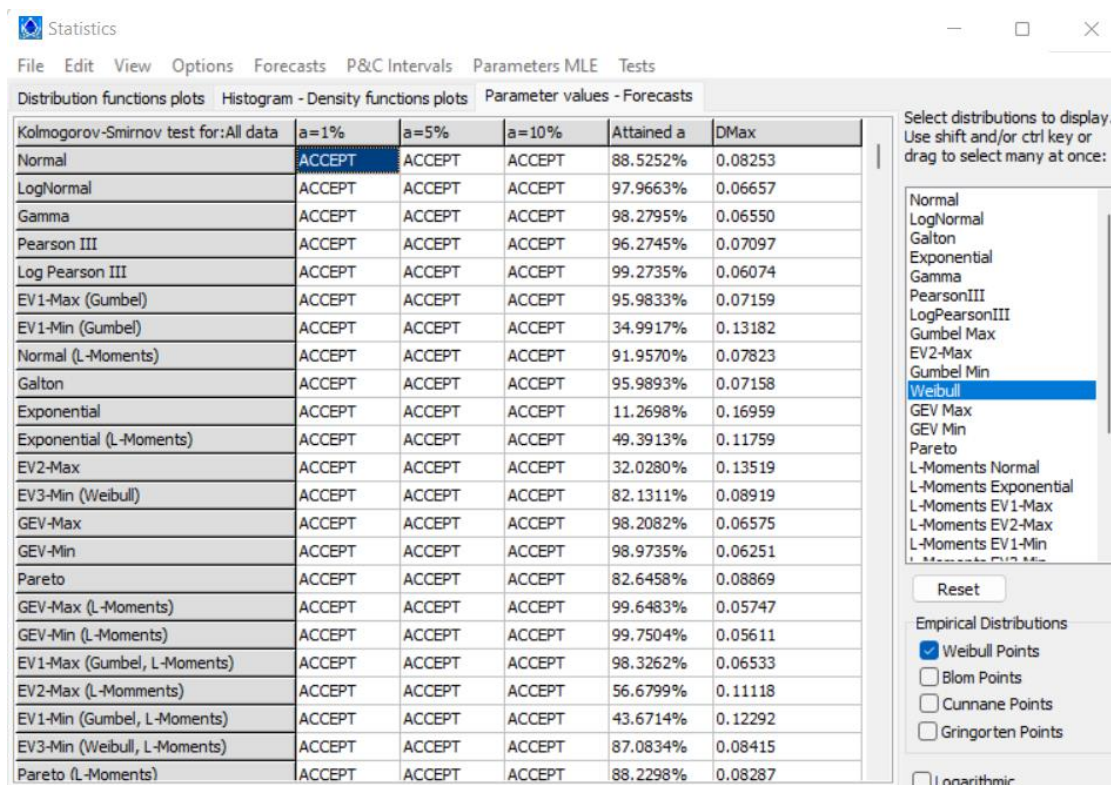 Statistics
File Edit View Options Forecasts P&C Intervals Parameters MLE Tests
Distribution functions plots Histogram - Density functions plots Parameter values - Forecasts
Kolmogorov-Smirnov test for:All data a=1% a=5% a=10% Attained a DMax
Normal ACCEPT ACCEPT ACCEPT 88.5252% 0.08253
LogNormal ACCEPT ACCEPT ACCEPT 97.9663% 0.06657
Gamma ACCEPT ACCEPT ACCEPT 98.2795% 0.06550
Pearson III ACCEPT ACCEPT ACCEPT 96.2745% 0.07097
Log Pearson III ACCEPT ACCEPT ACCEPT 99.2735% 0.06074
EV1-Max (Gumbel) ACCEPT ACCEPT ACCEPT 95.9833% 0.07159
EV1-Min (Gumbel) ACCEPT ACCEPT ACCEPT 34.9917% 0.13182
Normal (L-Moments) ACCEPT ACCEPT ACCEPT 91.9570% 0.07823
Galton ACCEPT ACCEPT ACCEPT 95.9893% 0.07158
Exponential ACCEPT ACCEPT ACCEPT 11.2698% 0.16959
Exponential (L-Moments) ACCEPT ACCEPT ACCEPT 49.3913% 0.11759
EV2-Max ACCEPT ACCEPT ACCEPT 32.0280% 0.13519
EV3-Min (Weibull) ACCEPT ACCEPT ACCEPT 82.1311% 0.08919
GEV-Max ACCEPT ACCEPT ACCEPT 98.2082% 0.06575
GEV-Min ACCEPT ACCEPT ACCEPT 98.9735% 0.06251
Pareto ACCEPT ACCEPT ACCEPT 82.6458% 0.08869
GEV-Max (L-Moments) ACCEPT ACCEPT ACCEPT 99.6483% 0.05747
GEV-Min (L-Moments) ACCEPT ACCEPT ACCEPT 99.7504% 0.05611
EV1-Max (Gumbel, L-Moments) ACCEPT ACCEPT ACCEPT 98.3262% 0.06533
EV2-Max (L-Momments) ACCEPT ACCEPT ACCEPT 56.6799% 0.11118
EV1-Min (Gumbel, L-Moments) ACCEPT ACCEPT ACCEPT 43.6714% 0.12292
EV3-Min (Weibull, L-Moments) ACCEPT ACCEPT ACCEPT 87.0834% 0.08415
Pareto (L-Moments) ACCEPT ACCEPT ACCEPT 88.2298% 0.08287
Select distributions to display.
Use shift and/or ctrl key or
drag to select many at once:
Normal
LogNormal
Galton
Exponential
Gamma
PearsonIII
LogPearsonIII
Gumbel Max
EV2-Max
Gumbel Min
Weibull
GEV Max
GEV Min
Pareto
L-Moments Normal
L-Moments Exponential
L-Moments EV1-Max
L-Moments EV2-Max
L-Moments EV1-Min
L-Moments EV3-Min
Reset
Empirical Distributions
Weibull Points
Blom Points
Cunnane Points
Gringorten Points
Logarithmic